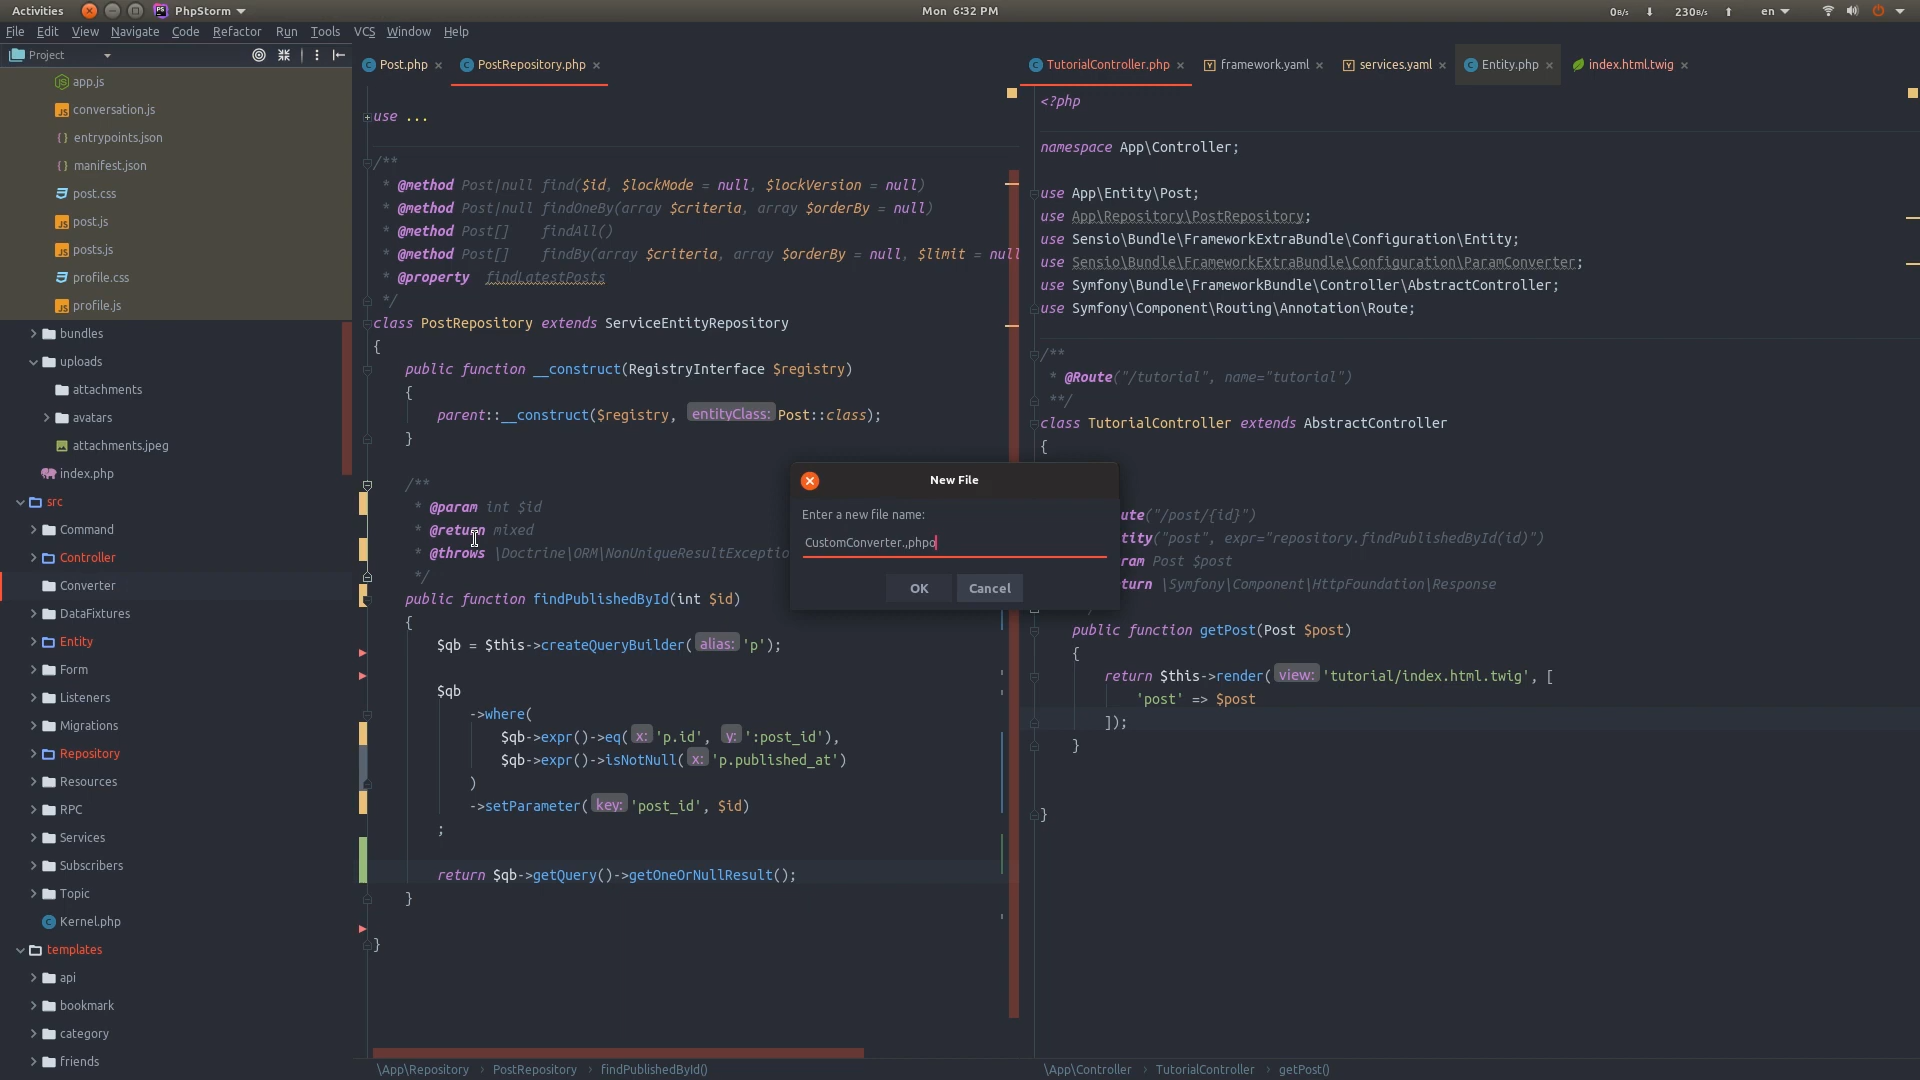 Activities
PhpStorm
Mon 6:32 PM
0B/s
230B/s
en
File Edit View Navigate Code Refactor Run Tools VCS Window Help
Project
app.js
conversation.js
entrypoints.json
manifest.json
post.css
post.js
posts.js
profile.css
profile.js
bundles
uploads
attachments
avatars
attachments.jpeg
index.php
src
Command
Controller
Converter
DataFixtures
Entity
Form
Listeners
Migrations
Repository
Resources
RPC
Services
Subscribers
Topic
Kernel.php
templates
api
bookmark
category
friends
Post.php
PostRepository.php
use ...
/**
* @method Post|null find($id, $lockMode = null, $lockVersion = null)
* @method Post|null findOneBy(array $criteria, array $orderBy = null)
* @method Post[]    findAll()
* @method Post[]    findBy(array $criteria, array $orderBy = null, $limit = null
* @property  findLatestPosts
*/
class PostRepository extends ServiceEntityRepository
{
public function __construct(RegistryInterface $registry)
{
parent::__construct($registry, entityClass: Post::class);
}
/**
* @param int $id
* @return mixed
* @throws \Doctrine\ORM\NonUniqueResultExceptio
*/
public function findPublishedById(int $id)
{
$qb = $this->createQueryBuilder( alias: 'p');
$qb
->where(
$qb->expr()->eq( x: 'p.id', y: ':post_id'),
$qb->expr()->isNotNull( x: 'p.published_at')
)
->setParameter( key: 'post_id', $id)
;
return $qb->getQuery()->getOneOrNullResult();
}
}
\App\Repository › PostRepository › findPublishedById()
TutorialController.php
framework.yaml
services.yaml
Entity.php
index.html.twig
<?php
namespace App\Controller;
use App\Entity\Post;
use App\Repository\PostRepository;
use Sensio\Bundle\FrameworkExtraBundle\Configuration\Entity;
use Sensio\Bundle\FrameworkExtraBundle\Configuration\ParamConverter;
use Symfony\Bundle\FrameworkBundle\Controller\AbstractController;
use Symfony\Component\Routing\Annotation\Route;
/**
* @Route("/tutorial", name="tutorial")
**/
class TutorialController extends AbstractController
{
ute("/post/{id}")
tity("post", expr="repository.findPublishedById(id)")
ram Post $post
turn \Symfony\Component\HttpFoundation\Response
/
public function getPost(Post $post)
{
return $this->render( view: 'tutorial/index.html.twig', [
'post' => $post
]);
}
}
\App\Controller › TutorialController › getPost()
New File
Enter a new file name:
CustomConverter.,phpo
OK
Cancel